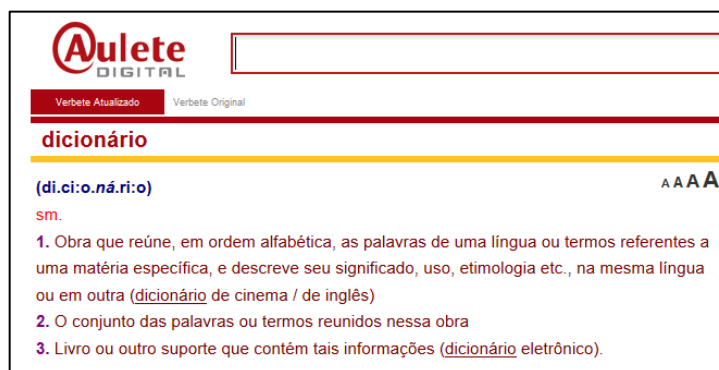 Aulete
DIGITAL
Verbete Atualizado Verbete Original
dicionário
(di.ci:o.ná.ri:o)
A A A A
sm.
1. Obra que reúne, em ordem alfabética, as palavras de uma língua ou termos referentes a
uma matéria específica, e descreve seu significado, uso, etimologia etc., na mesma língua
ou em outra (dicionário de cinema / de inglês)
2. O conjunto das palavras ou termos reunidos nessa obra
3. Livro ou outro suporte que contém tais informações (dicionário eletrônico).